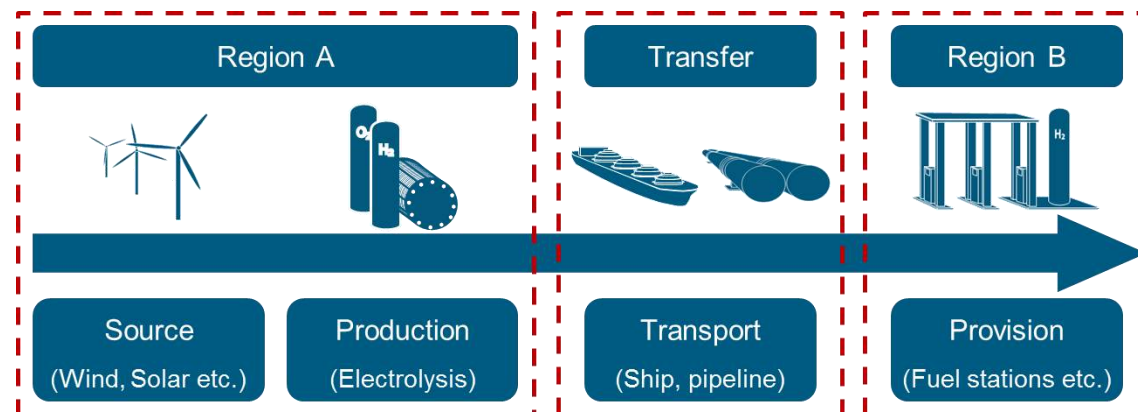 Region A
Transfer
Region B
O₂
H₂
H₂
Source
(Wind, Solar etc.)
Production
(Electrolysis)
Transport
(Ship, pipeline)
Provision
(Fuel stations etc.)